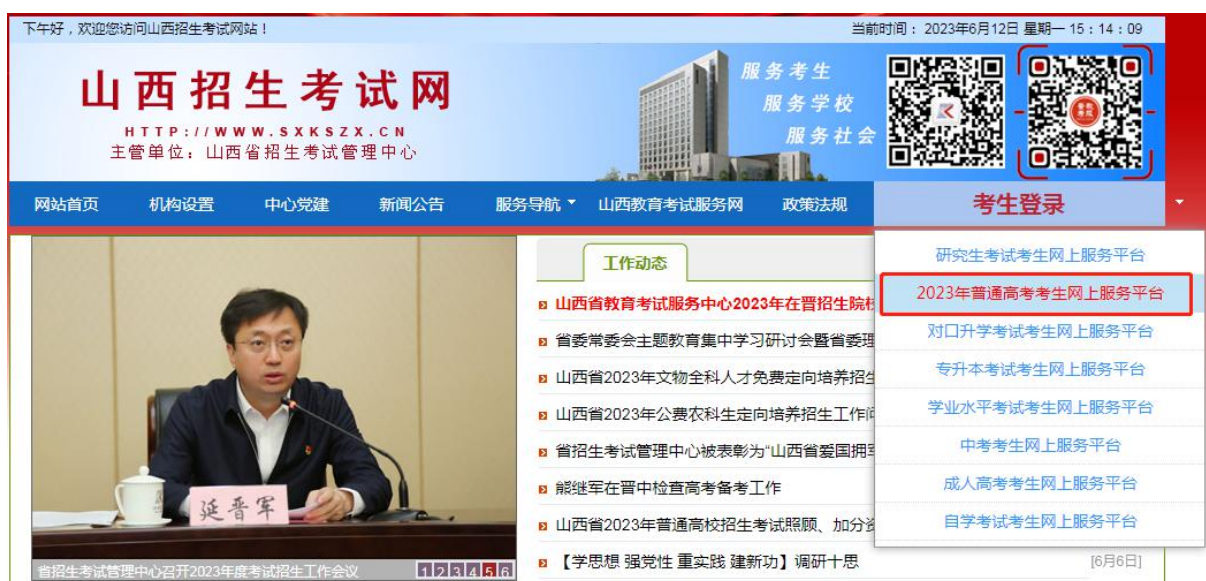 下午好，欢迎您访问山西招生考试网站！
当前时间： 2023年6月12日 星期一 15：14：09
山西招生考试网
HTTP://WWW.SXKSZX.CN
主管单位：山西省招生考试管理中心
服务考生
服务学校
服务社会
网站首页 机构设置 中心党建 新闻公告 服务导航 山西教育考试服务网 政策法规 考生登录
研究生考试考生网上服务平台
2023年普通高考考生网上服务平台
对口升学考试考生网上服务平台
专升本考试考生网上服务平台
学业水平考试考生网上服务平台
中考考生网上服务平台
成人高考考生网上服务平台
自学考试考生网上服务平台
工作动态
山西省教育考试服务中心2023年在晋招生院校
省委常委会主题教育集中学习研讨会暨省委理
山西省2023年文物全科人才免费定向培养招生
山西省2023年公费农科生定向培养招生工作问
省招生考试管理中心被表彰为“山西省爱国拥军
熊继军在晋中检查高考备考工作
山西省2023年普通高校招生考试照顾、加分资
【学思想 强党性 重实践 建新功】调研十思 [6月6日]
延晋军
省招生考试管理中心召开2023年度考试招生工作会议 1 2 3 4 5 6